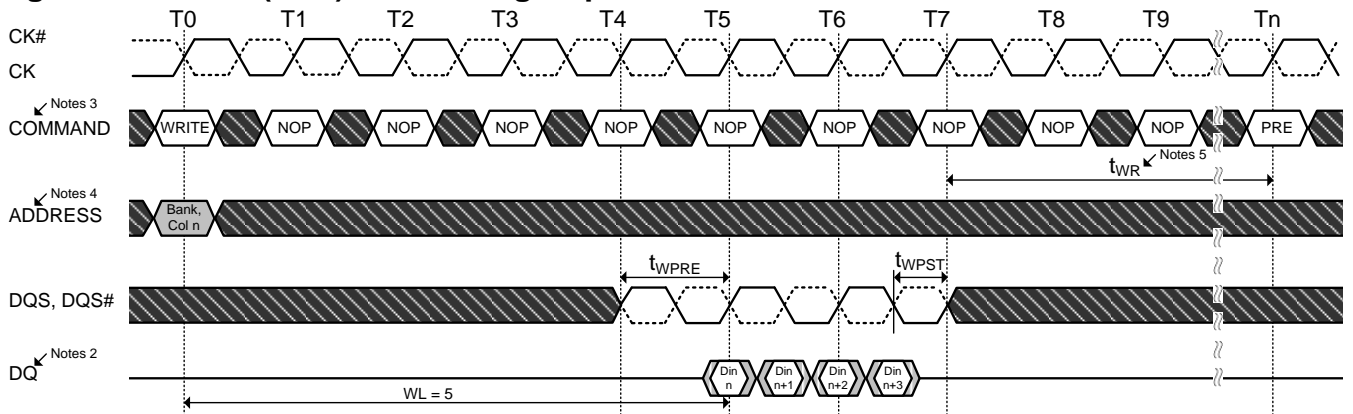 T0 T1 T2 T3 T4 T5 T6 T7 T8 T9 Tn
CK#
CK
Notes 3
COMMAND WRITE NOP NOP NOP NOP NOP NOP NOP NOP NOP PRE
tWR Notes 5
Notes 4
ADDRESS
Bank,
Col n
tWPRE tWPST
DQS, DQS#
Notes 2
DQ
Din Din Din Din
n n+1 n+2 n+3
WL = 5